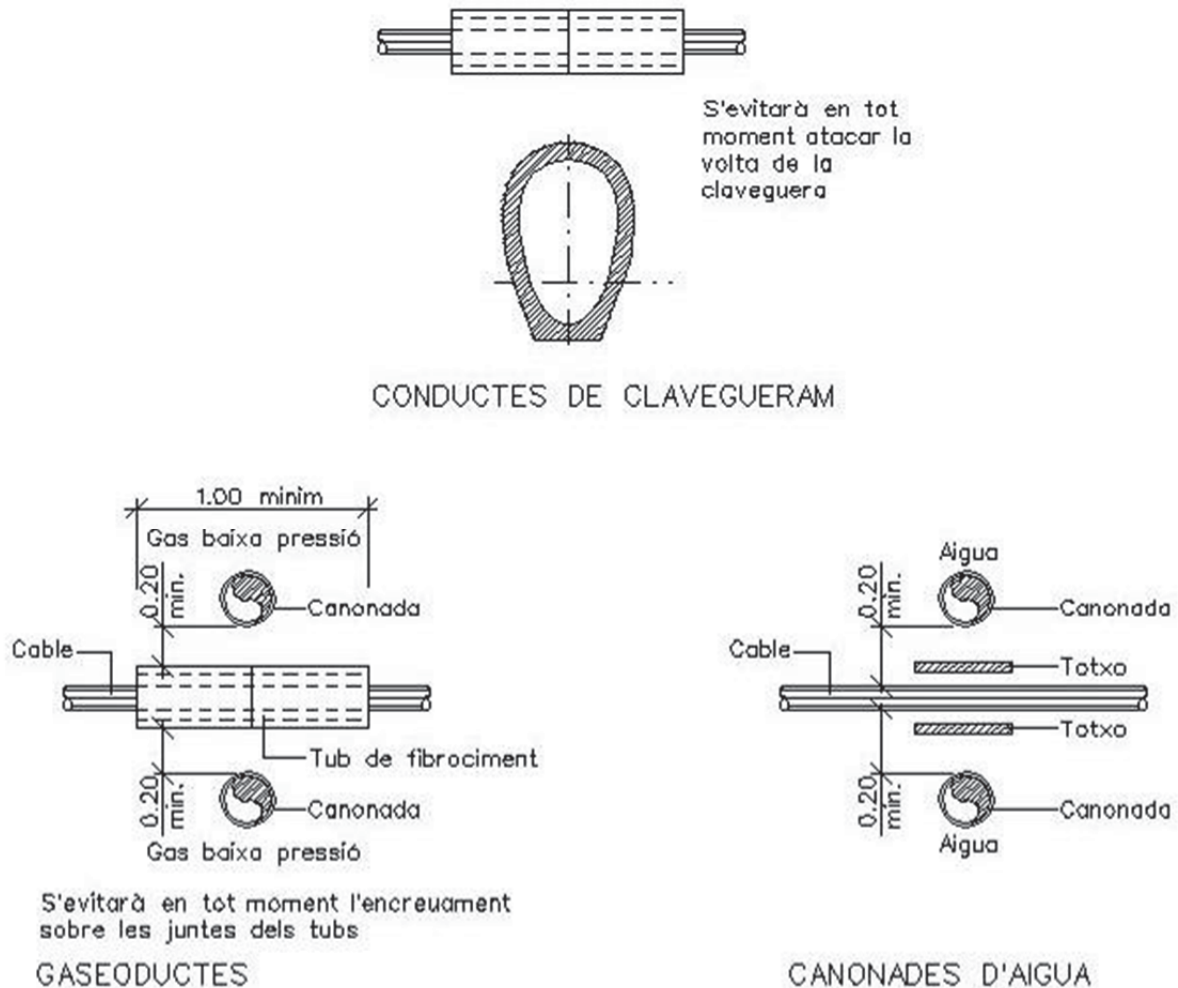 S'evitarà en tot
moment atacar la
volta de la
claveguera
CONDUCTES DE CLAVEGUERAM
1.00 minim
Gas baixa pressió
0.20
min.
Canonada
Cable
Tub de fibrociment
0.20
min.
Canonada
Gas baixa pressió
S'evitarà en tot moment l'encreuament
sobre les juntes dels tubs
GASEODUCTES
Aigua
0.20
min.
Canonada
Cable
Totxo
Totxo
0.20
min.
Canonada
Aigua
CANONADES D'AIGUA